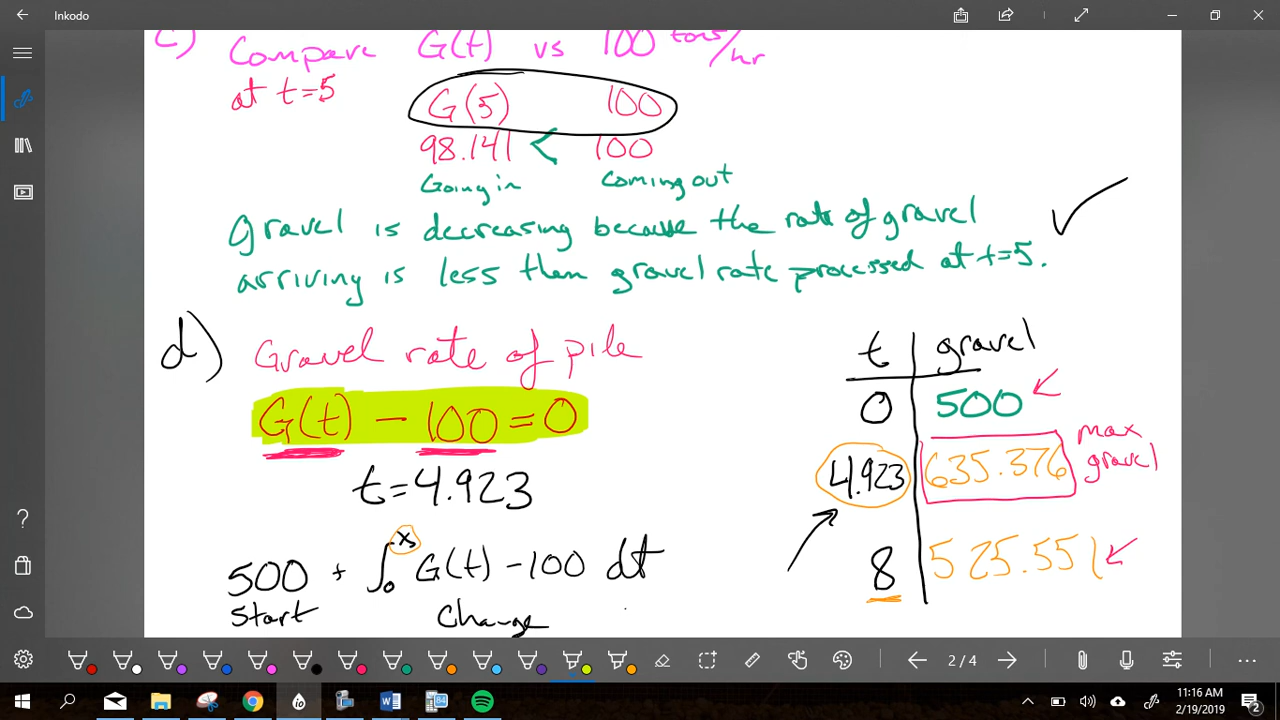 Inkodo
c) Compare G(t) vs 100 tons/hr
at t=5 G(5) 100
98.141 < 100
Going in Coming out
Gravel is decreasing because the rate of gravel
arriving is less then gravel rate processed at t=5.
d) Gravel rate of pile
G(t) - 100 = 0
t=4.923
500 + ∫₀ˣ G(t) - 100 dt
Start Change
t gravel
0 500
4.923 635.376 max gravel
8 525.551
2 / 4
11:16 AM
2/19/2019
2